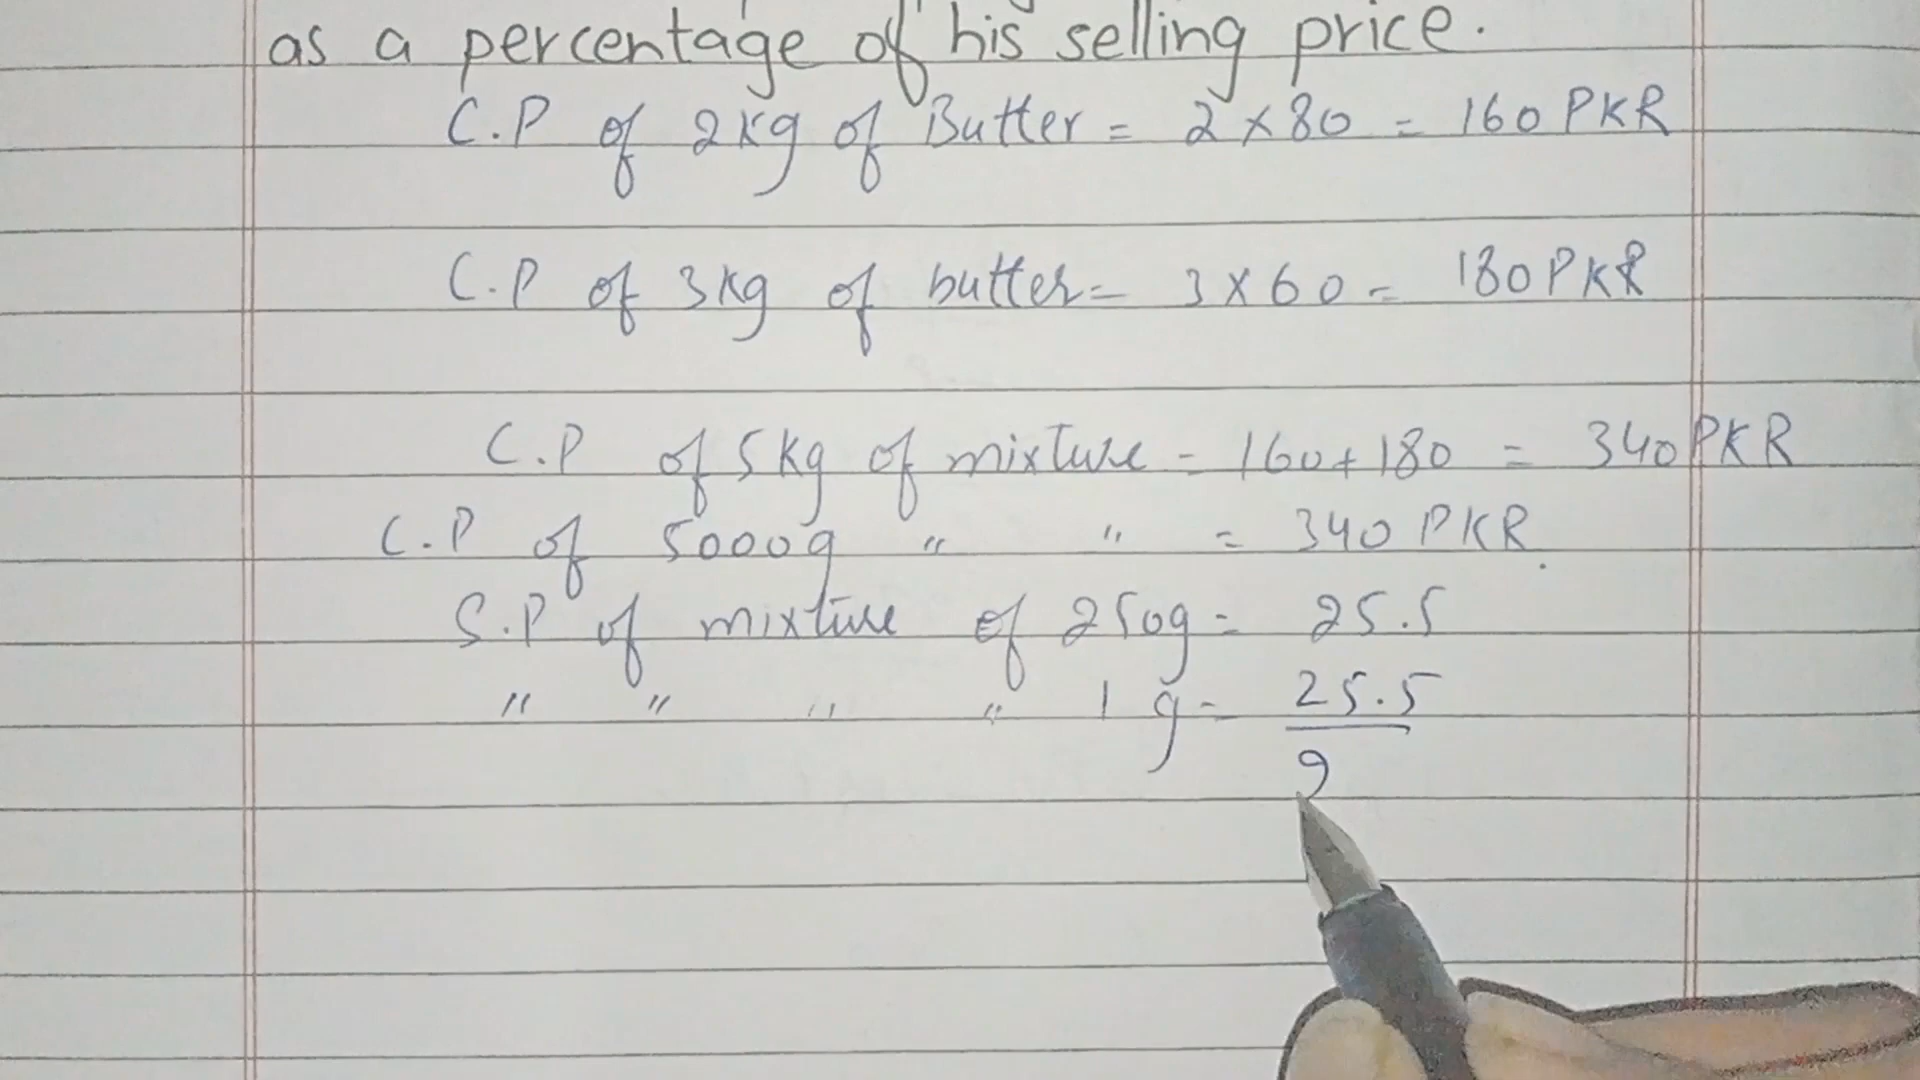 as a percentage of his selling price.
C.P of 2kg of Butter = 2 x 80 = 160 PKR
C.P of 3kg of butter = 3 x 60 = 180 PKR
C.P of 5kg of mixture = 160 + 180 = 340 PKR
C.P of 5000g " " = 340 PKR.
S.P of mixture of 250g = 25.5
" " " " 1 g = 25.5
2